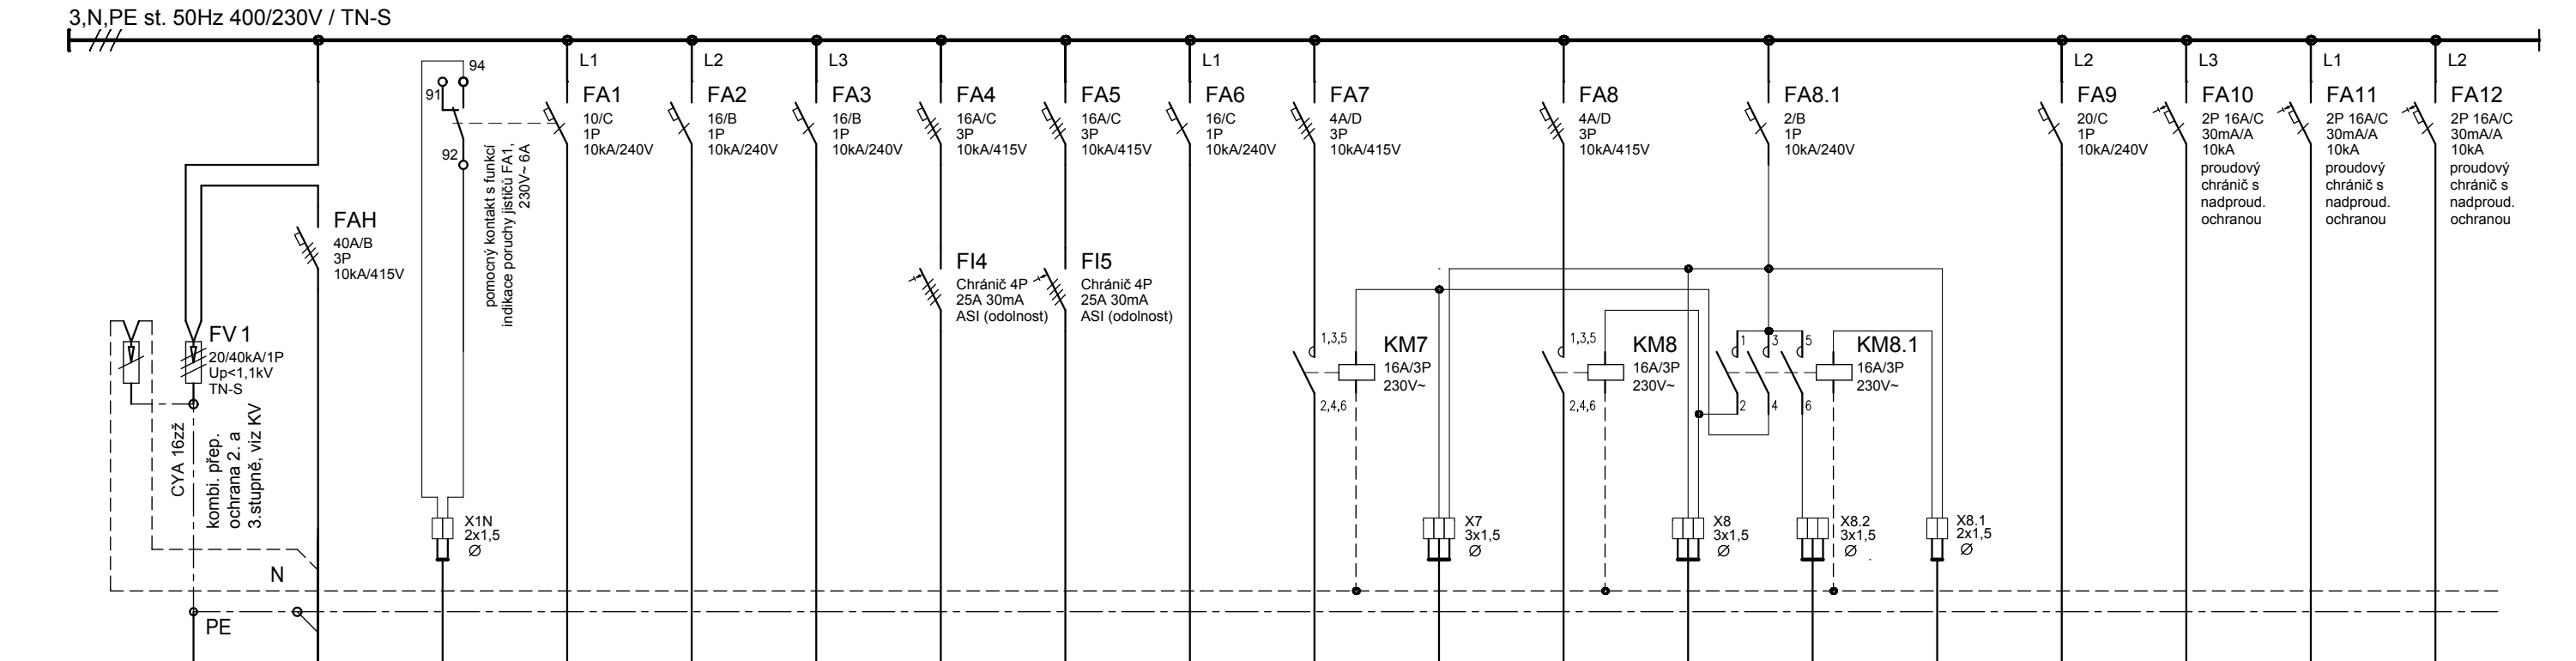 3,N,PE st. 50Hz 400/230V / TN-S
94
91
92
pomocný kontakt s funkcí
indikace poruchy jističů FA1,
230V~ 6A
X1N
2x1,5
Ø
FAH
40A/B
3P
10kA/415V
FV1
20/40kA/1P
Up<1,1kV
TN-S
CYA 16zž
kombi. přep.
ochrana 2. a
3.stupně, viz KV
N
PE
L1
FA1
10/C
1P
10kA/240V
L2
FA2
16/B
1P
10kA/240V
L3
FA3
16/B
1P
10kA/240V
FA4
16A/C
3P
10kA/415V
FI4
Chránič 4P
25A 30mA
ASI (odolnost)
FA5
16A/C
3P
10kA/415V
FI5
Chránič 4P
25A 30mA
ASI (odolnost)
L1
FA6
16/C
1P
10kA/240V
FA7
4A/D
3P
10kA/415V
1,3,5
2,4,6
KM7
16A/3P
230V~
X7
3x1,5
Ø
FA8
4A/D
3P
10kA/415V
1,3,5
2,4,6
KM8
16A/3P
230V~
X8
3x1,5
Ø
FA8.1
2/B
1P
10kA/240V
1
3
5
2
4
6
KM8.1
16A/3P
230V~
X8.2
3x1,5
Ø
X8.1
2x1,5
Ø
L2
FA9
20/C
1P
10kA/240V
L3
FA10
2P 16A/C
30mA/A
10kA
proudový
chránič s
nadproud.
ochranou
L1
FA11
2P 16A/C
30mA/A
10kA
proudový
chránič s
nadproud.
ochranou
L2
FA12
2P 16A/C
30mA/A
10kA
proudový
chránič s
nadproud.
ochranou